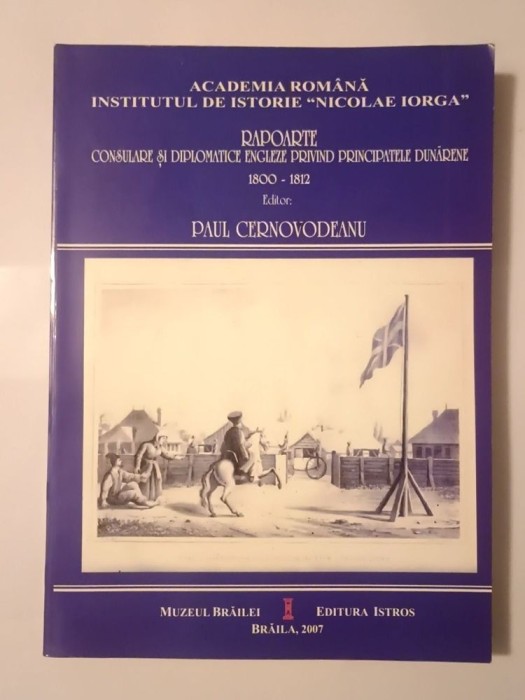 ACADEMIA ROMÂNĂ
INSTITUTUL DE ISTORIE "NICOLAE IORGA"
RAPOARTE
CONSULARE ŞI DIPLOMATICE ENGLEZE PRIVIND PRINCIPATELE DUNĂRENE
1800 - 1812
Editor:
PAUL CERNOVODEANU
MUZEUL BRĂILEI EDITURA ISTROS
BRĂILA, 2007